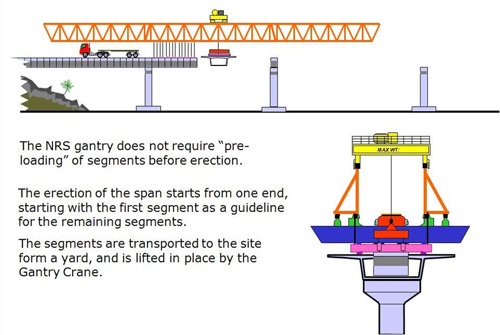 The NRS gantry does not require “pre-
loading” of segments before erection.
The erection of the span starts from one end,
starting with the first segment as a guideline
for the remaining segments.
The segments are transported to the site
form a yard, and is lifted in place by the
Gantry Crane.
MAX WT: